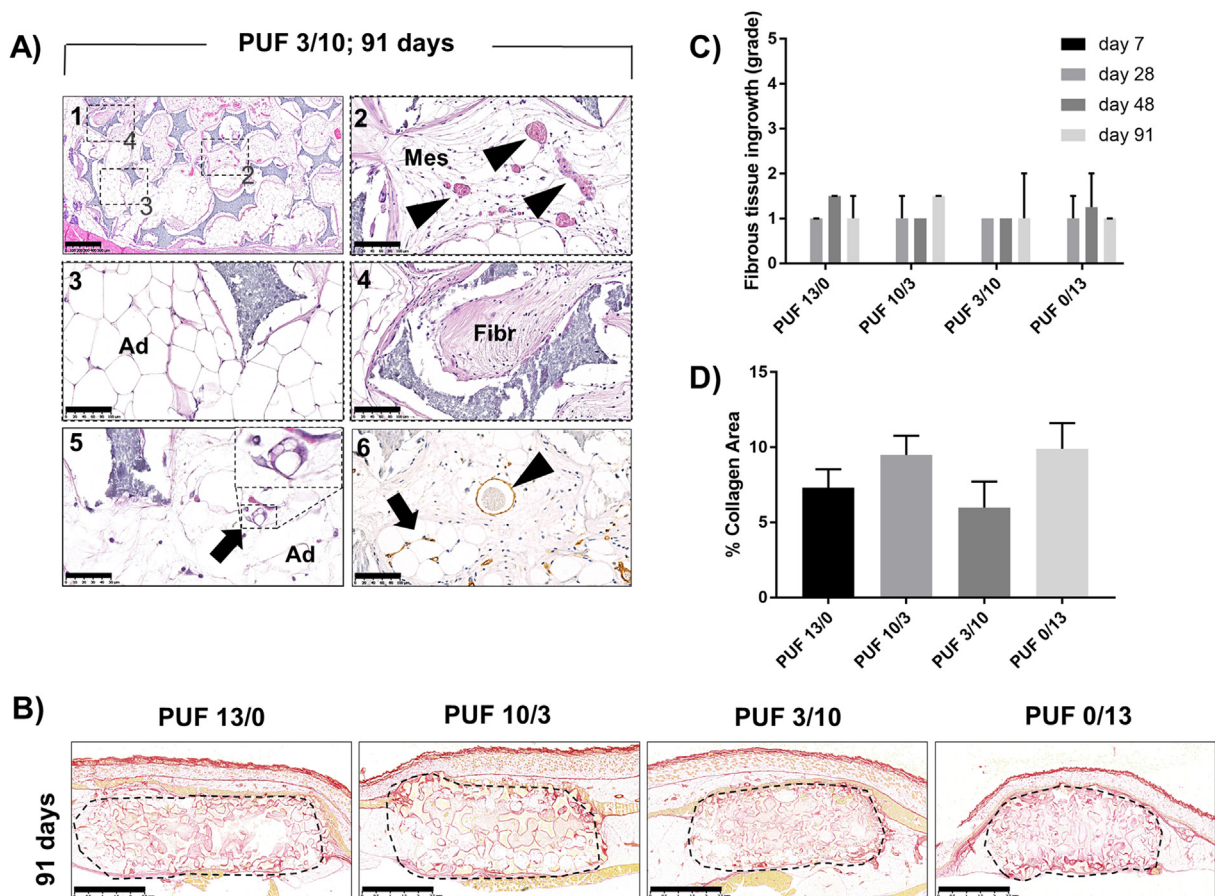 A)
PUF 3/10; 91 days
1
4
2
3
2
Mes
3
Ad
4
Fibr
5
Ad
6
C)
Fibrous tissue ingrowth (grade)
5
4
3
2
1
0
day 7
day 28
day 48
day 91
PUF 13/0
PUF 10/3
PUF 3/10
PUF 0/13
D)
% Collagen Area
15
10
5
0
PUF 13/0
PUF 10/3
PUF 3/10
PUF 0/13
B)
PUF 13/0
PUF 10/3
PUF 3/10
PUF 0/13
91 days